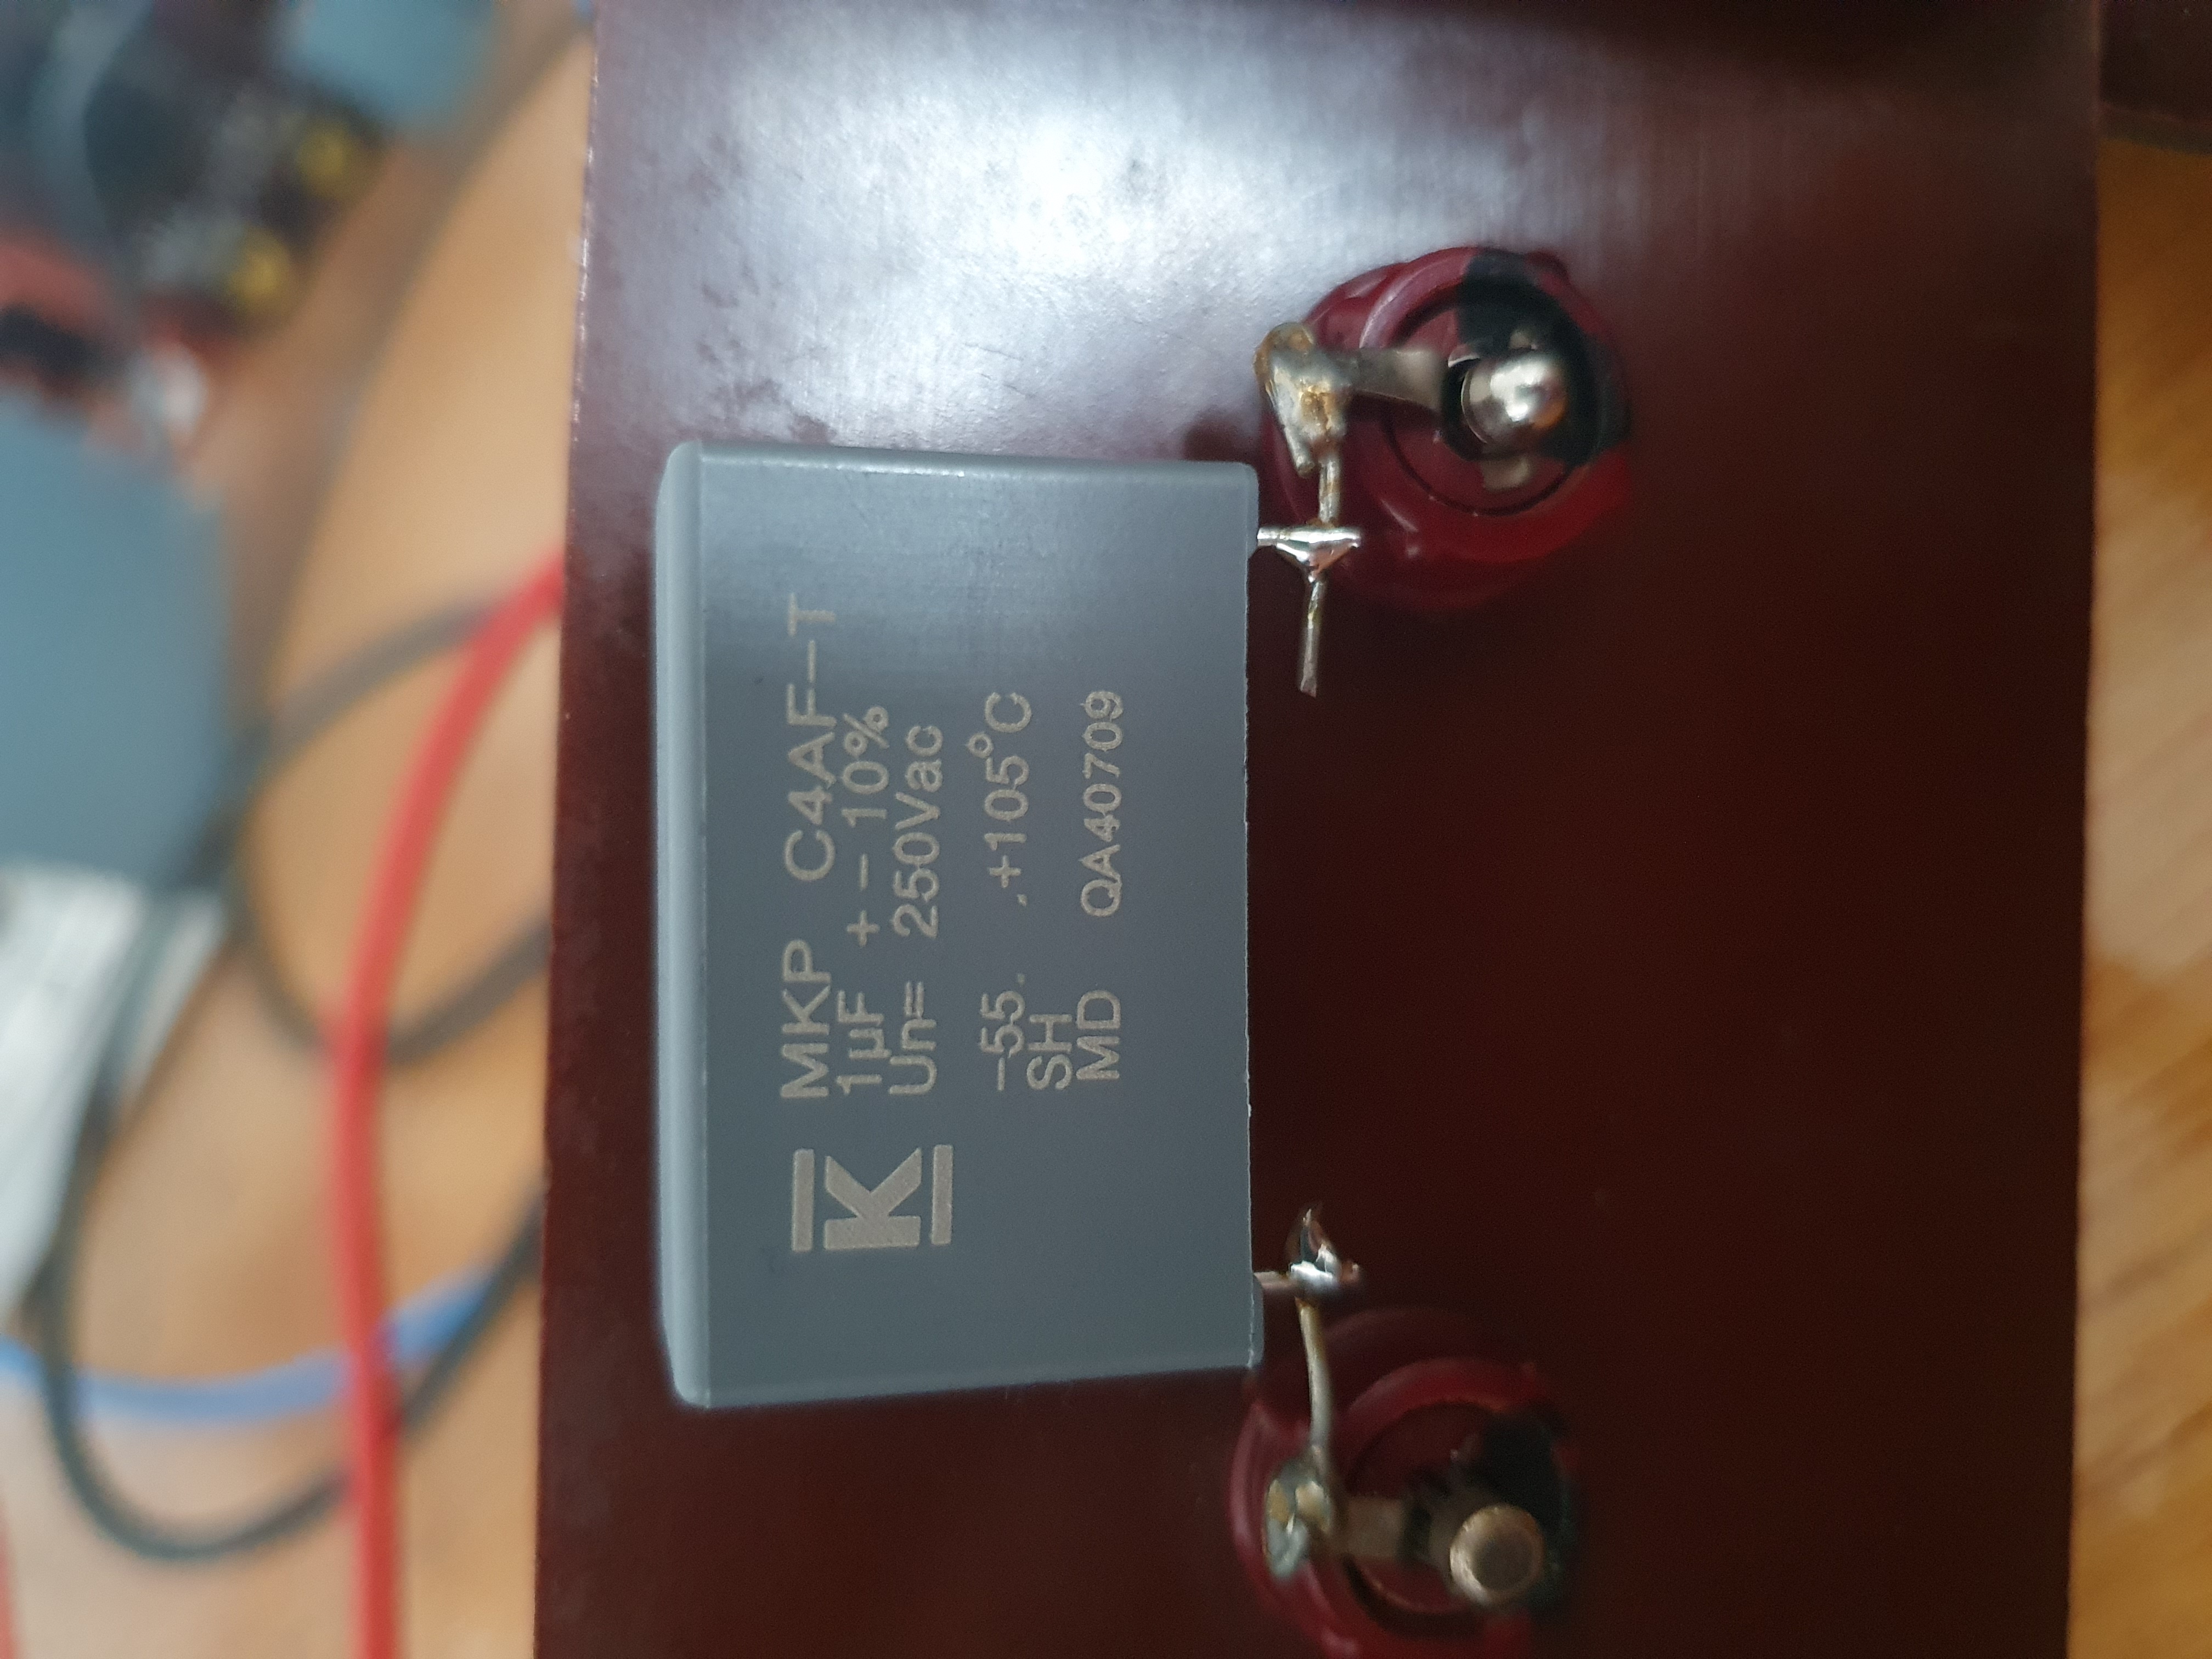 K
MKP C4AF-T
1µF +- 10%
Un= 250Vac
-55. .+105°C
SH
MD QA40709